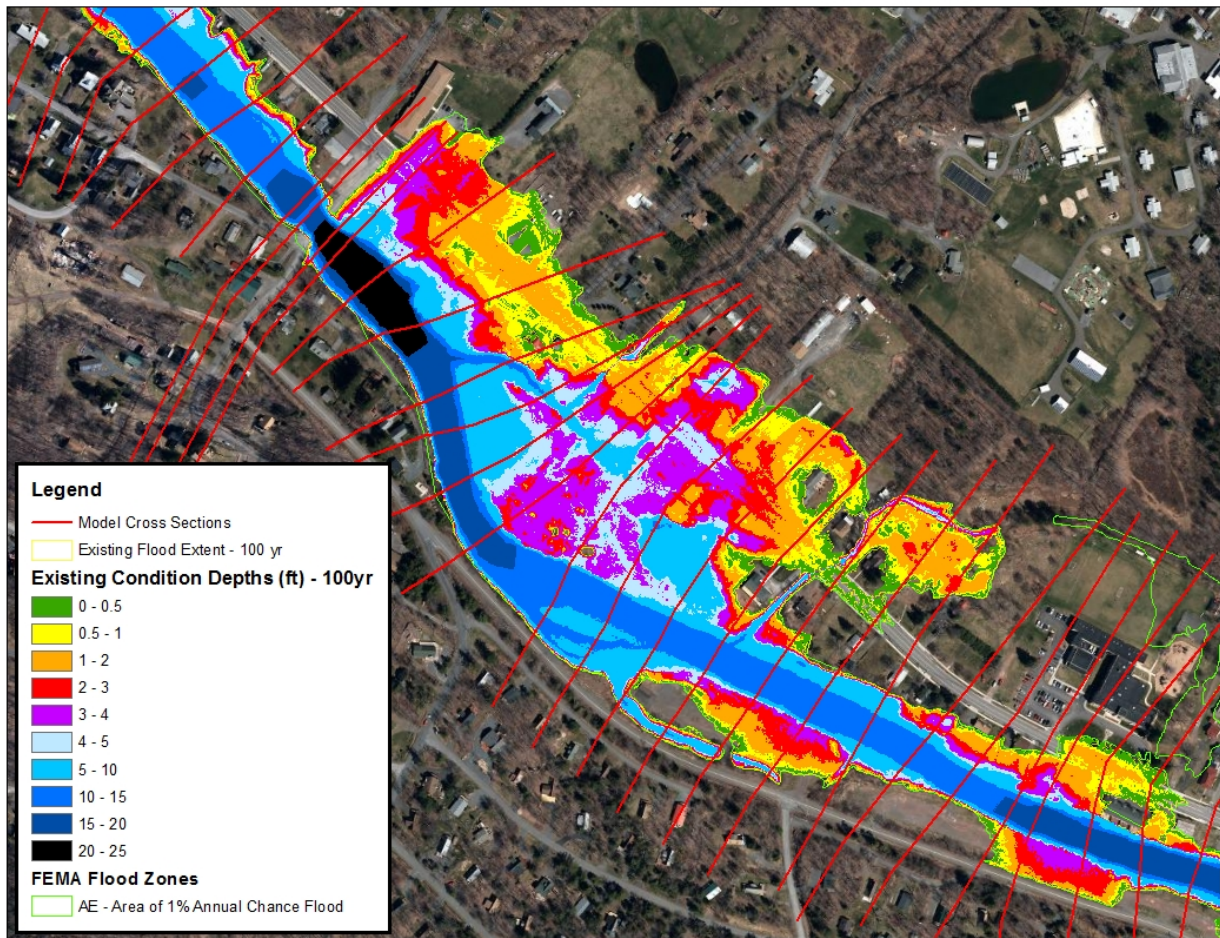 Legend
Model Cross Sections
Existing Flood Extent - 100 yr
Existing Condition Depths (ft) - 100yr
0 - 0.5
0.5 - 1
1 - 2
2 - 3
3 - 4
4 - 5
5 - 10
10 - 15
15 - 20
20 - 25
FEMA Flood Zones
AE - Area of 1% Annual Chance Flood